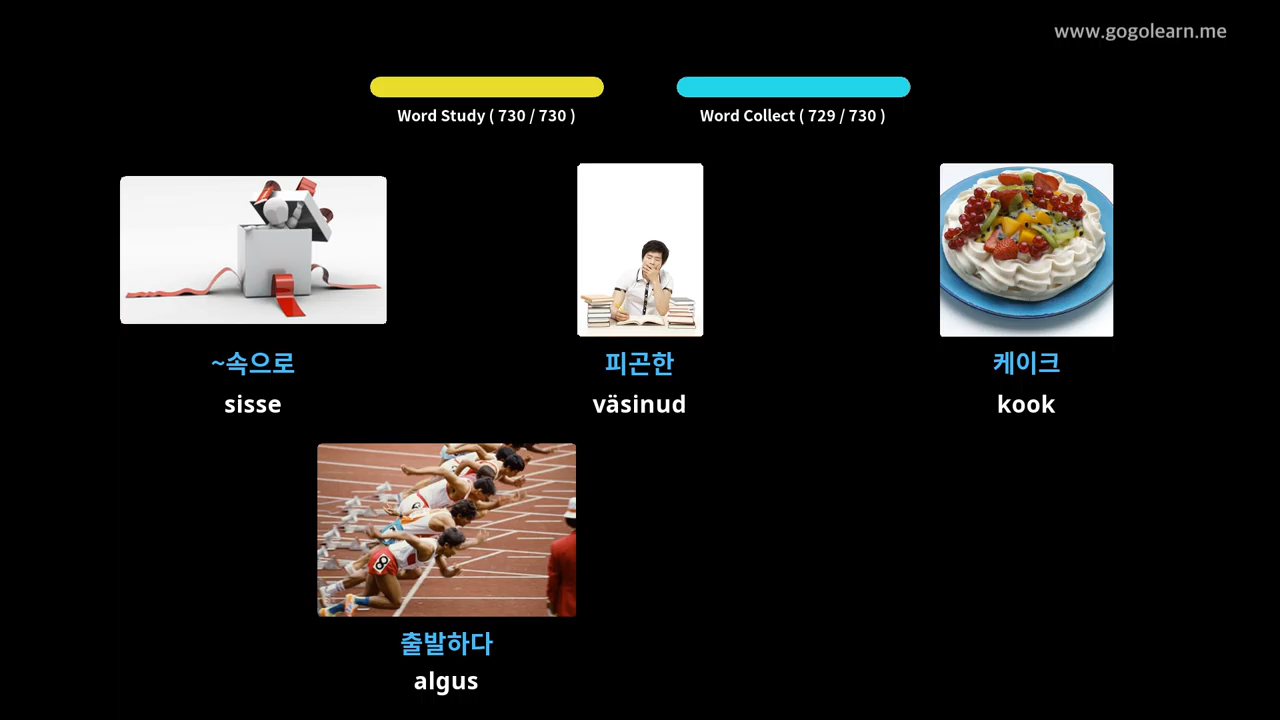 www.gogolearn.me
Word Study ( 730 / 730 )
Word Collect ( 729 / 730 )
~속으로
sisse
피곤한
väsinud
케이크
kook
8
출발하다
algus